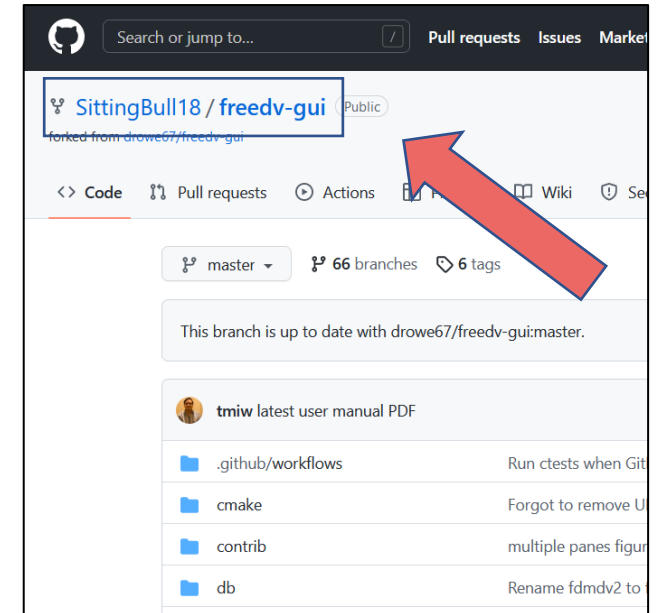 Search or jump to... / Pull requests Issues Market
SittingBull18 / freedv-gui Public
forked from drowe67/freedv-gui
<> Code Pull requests Actions Wiki
master 66 branches 6 tags
This branch is up to date with drowe67/freedv-gui:master.
tmiw latest user manual PDF
.github/workflows Run ctests when Git
cmake Forgot to remove
contrib multiple panes figur
db Rename fdmdv2 to